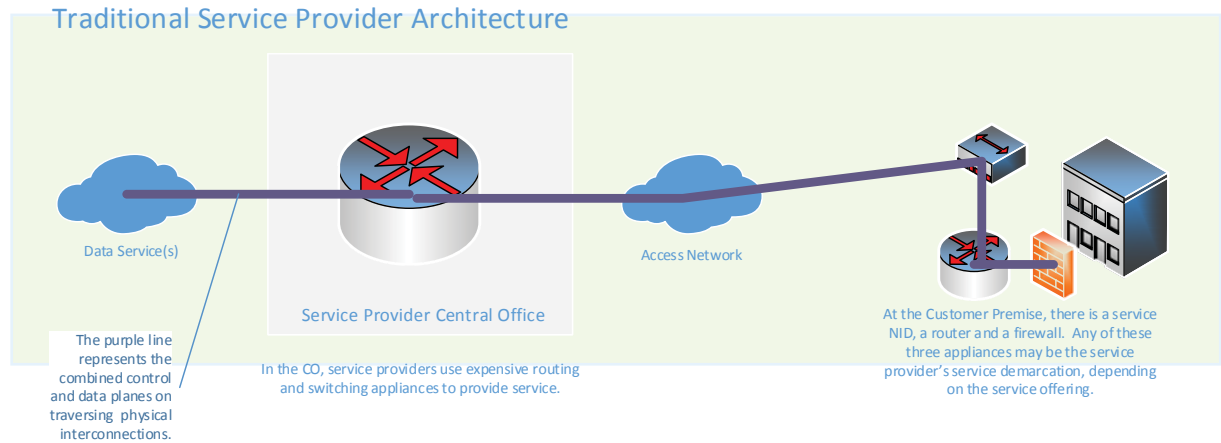 Traditional Service Provider Architecture
Data Service(s)
Access Network
Service Provider Central Office
The purple line
represents the
combined control
and data planes on
traversing physical
interconnections.
In the CO, service providers use expensive routing
and switching appliances to provide service.
At the Customer Premise, there is a service
NID, a router and a firewall. Any of these
three appliances may be the service
provider's service demarcation, depending
on the service offering.